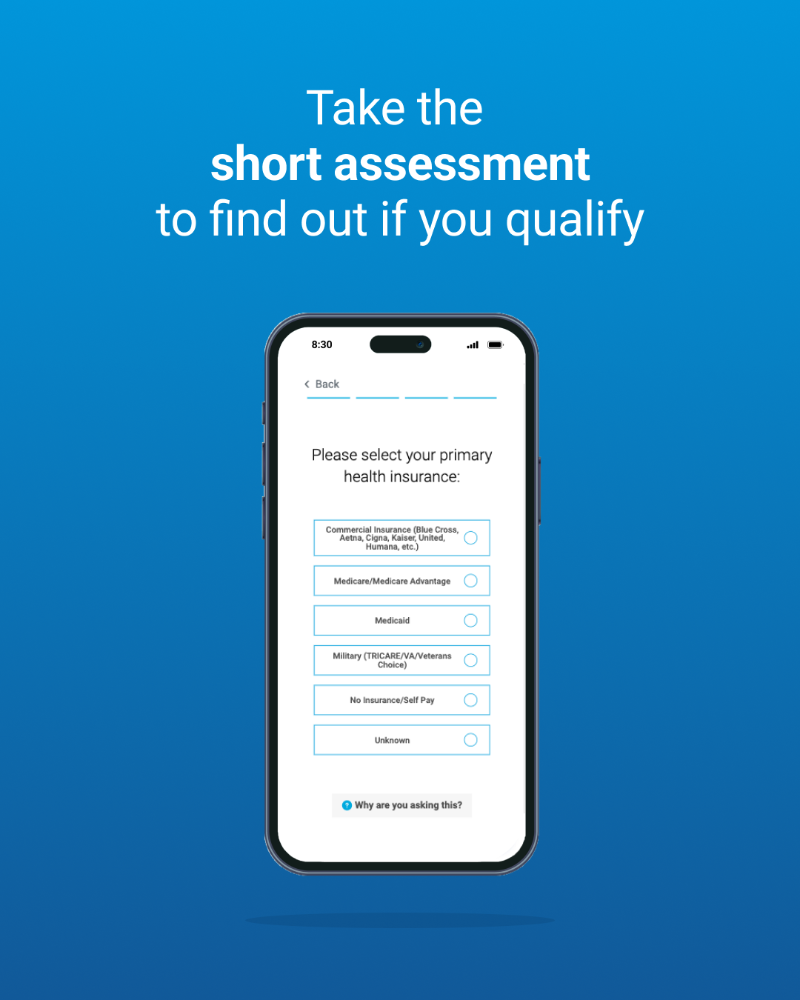 Take the
short assessment
to find out if you qualify
8:30
Back
Please select your primary
health insurance:
Commercial Insurance (Blue Cross,
Aetna, Cigna, Kaiser, United,
Humana, etc.)
Medicare/Medicare Advantage
Medicaid
Military (TRICARE/VA/Veterans
Choice)
No Insurance/Self Pay
Unknown
? Why are you asking this?